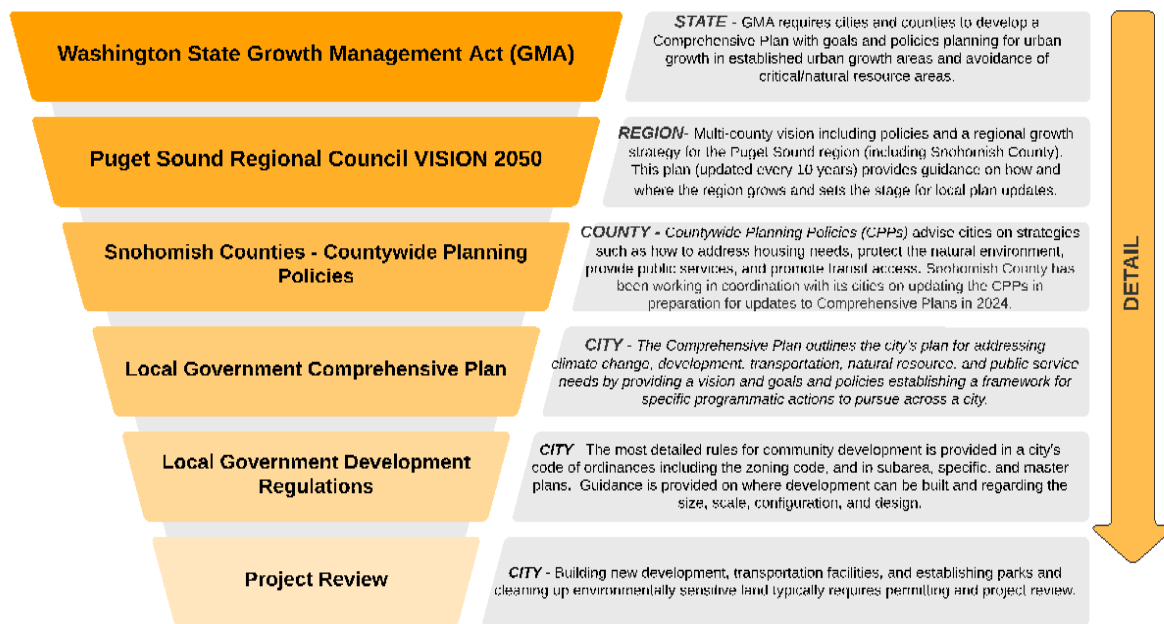 Washington State Growth Management Act (GMA)
STATE - GMA requires cities and counties to develop a
Comprehensive Plan with goals and policies planning for urban
growth in established urban growth areas and avoidance of
critical/natural resource areas.
Puget Sound Regional Council VISION 2050
REGION- Multi-county vision including policies and a regional growth
strategy for the Puget Sound region (including Snohomish County).
This plan (updated every 10 years) provides guidance on how and
where the region grows and sets the stage for local plan updates.
Snohomish Counties - Countywide Planning
Policies
COUNTY - Countywide Planning Policies (CPPs) advise cities on strategies
such as how to address housing needs, protect the natural environment,
provide public services, and promote transit access. Snohomish County has
been working in coordination with its cities on updating the CPPs in
preparation for updates to Comprehensive Plans in 2024.
Local Government Comprehensive Plan
CITY - The Comprehensive Plan outlines the city's plan for addressing
climate change, development, transportation, natural resource, and public service
needs by providing a vision and goals and policies establishing a framework for
specific programmatic actions to pursue across a city.
Local Government Development
Regulations
CITY The most detailed rules for community development is provided in a city's
code of ordinances including the zoning code, and in subarea, specific, and master
plans. Guidance is provided on where development can be built and regarding the
size, scale, configuration, and design.
Project Review
CITY - Building new development, transportation facilities, and establishing parks and
cleaning up environmentally sensitive land typically requires permitting and project review.
DETAIL